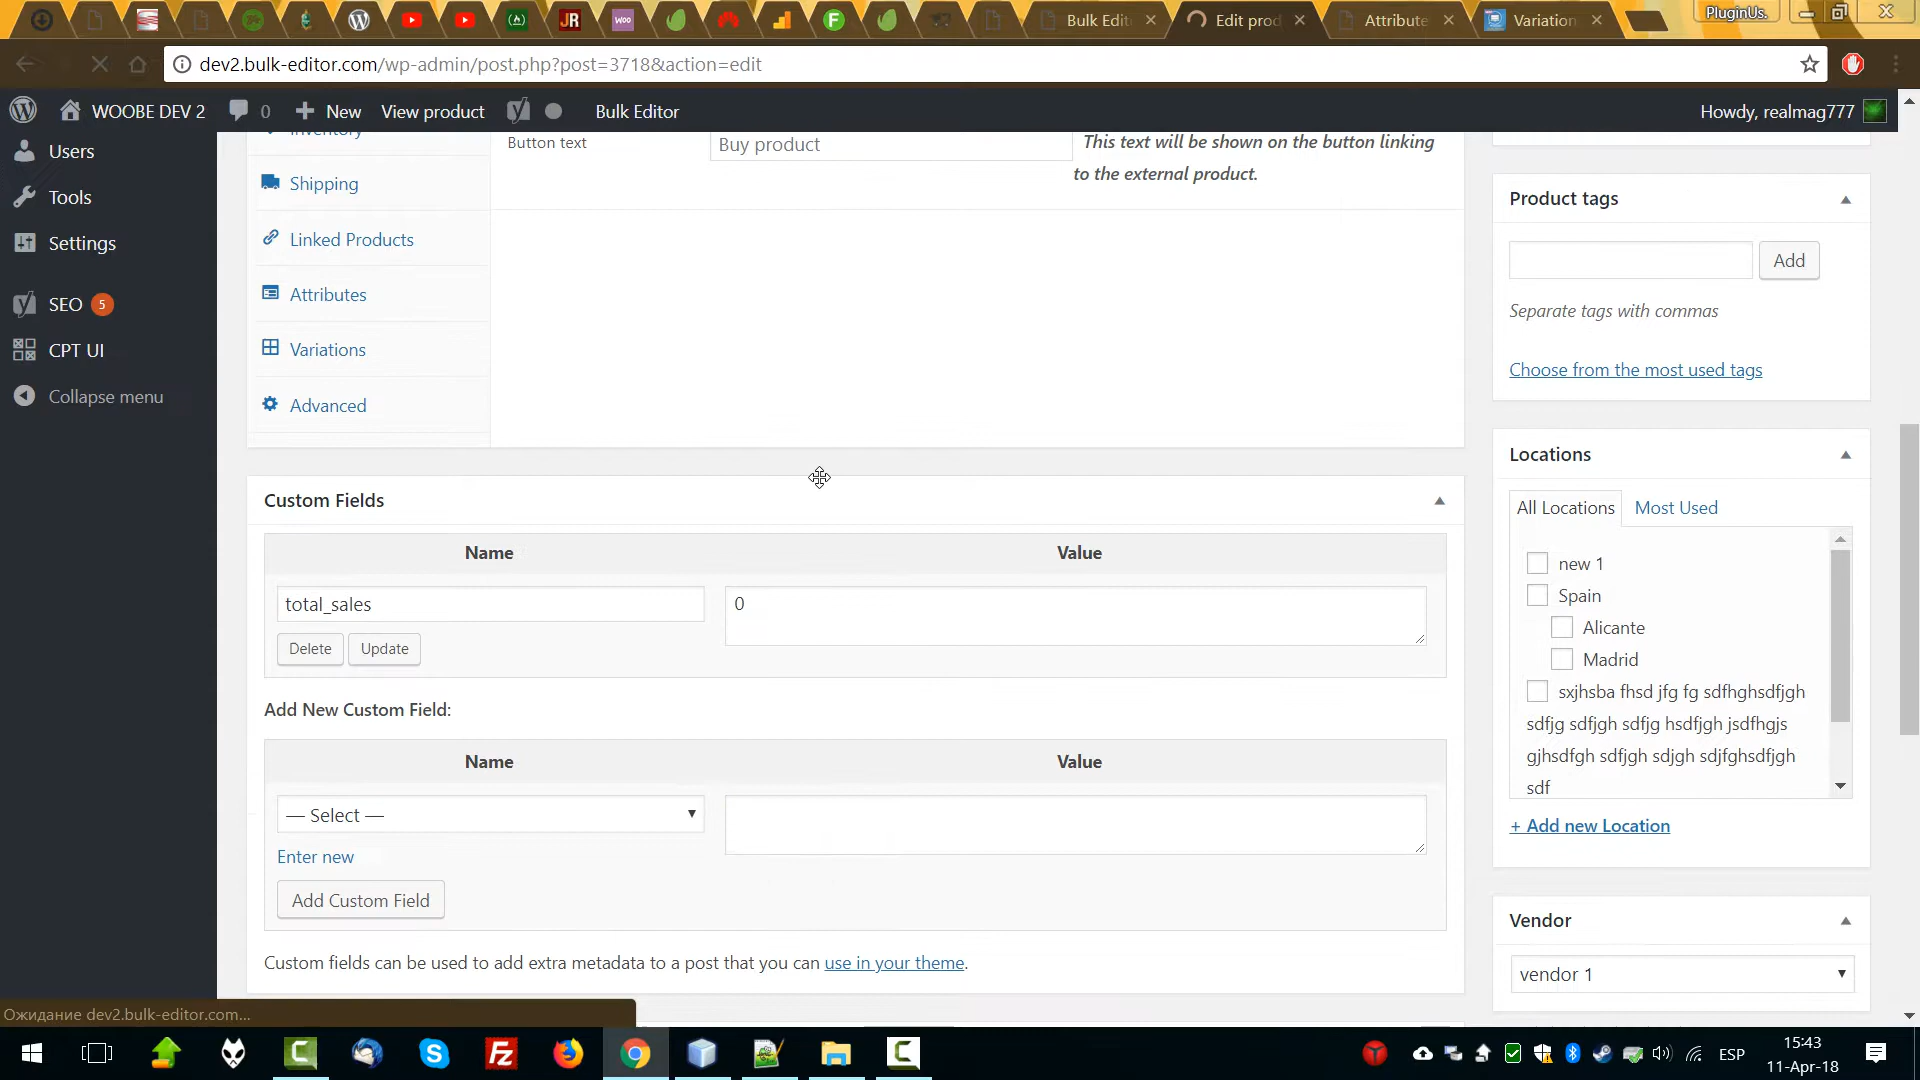 JR
woo
F
Bulk Edit
Edit prod
Attribute
Variation
PluginUs.
dev2.bulk-editor.com/wp-admin/post.php?post=3718&action=edit
WOOBE DEV 2
0
New
View product
Bulk Editor
Howdy, realmag777
Users
Tools
Settings
SEO 5
CPT UI
Collapse menu
Inventory
Shipping
Linked Products
Attributes
Variations
Advanced
Button text
Buy product
This text will be shown on the button linking
to the external product.
Custom Fields
Name
Value
total_sales
0
Delete
Update
Add New Custom Field:
Name
Value
— Select —
Enter new
Add Custom Field
Custom fields can be used to add extra metadata to a post that you can use in your theme.
Product tags
Add
Separate tags with commas
Choose from the most used tags
Locations
All Locations
Most Used
new 1
Spain
Alicante
Madrid
sxjhsba fhsd jfg fg sdfhghsdfjgh
sdfjg sdfjgh sdfjg hsdfjgh jsdfhgjs
gjhsdfgh sdfjgh sdjgh sdjfghsdfjgh
sdf
+ Add new Location
Vendor
vendor 1
Ожидание dev2.bulk-editor.com...
ESP
15:43
11-Apr-18